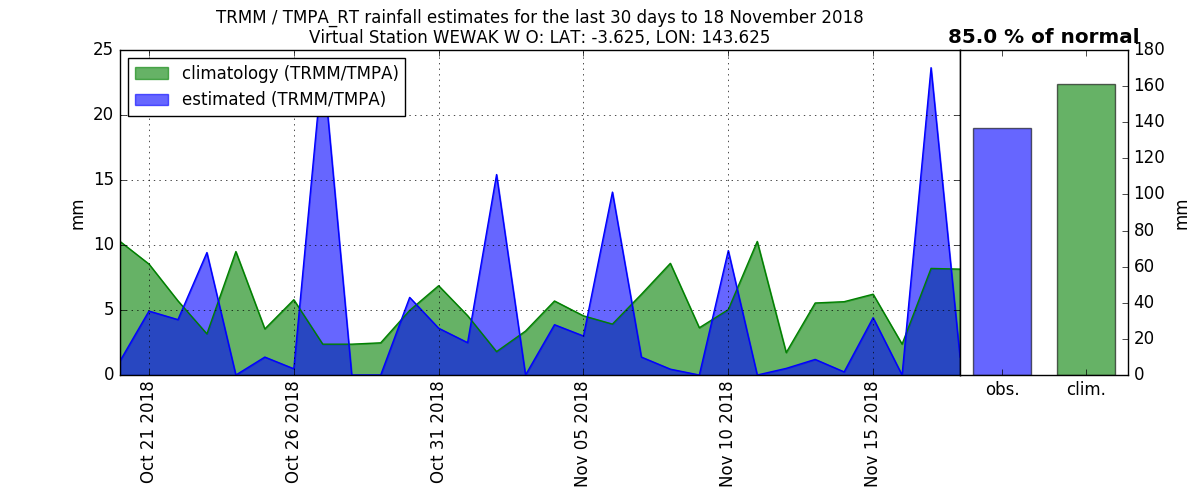 TRMM / TMPA_RT rainfall estimates for the last 30 days to 18 November 2018
Virtual Station WEWAK W O: LAT: -3.625, LON: 143.625
85.0 % of normal
climatology (TRMM/TMPA)
estimated (TRMM/TMPA)
25
20
15
10
5
0
mm
Oct 21 2018
Oct 26 2018
Oct 31 2018
Nov 05 2018
Nov 10 2018
Nov 15 2018
180
160
140
120
100
80
60
40
20
0
mm
obs.
clim.